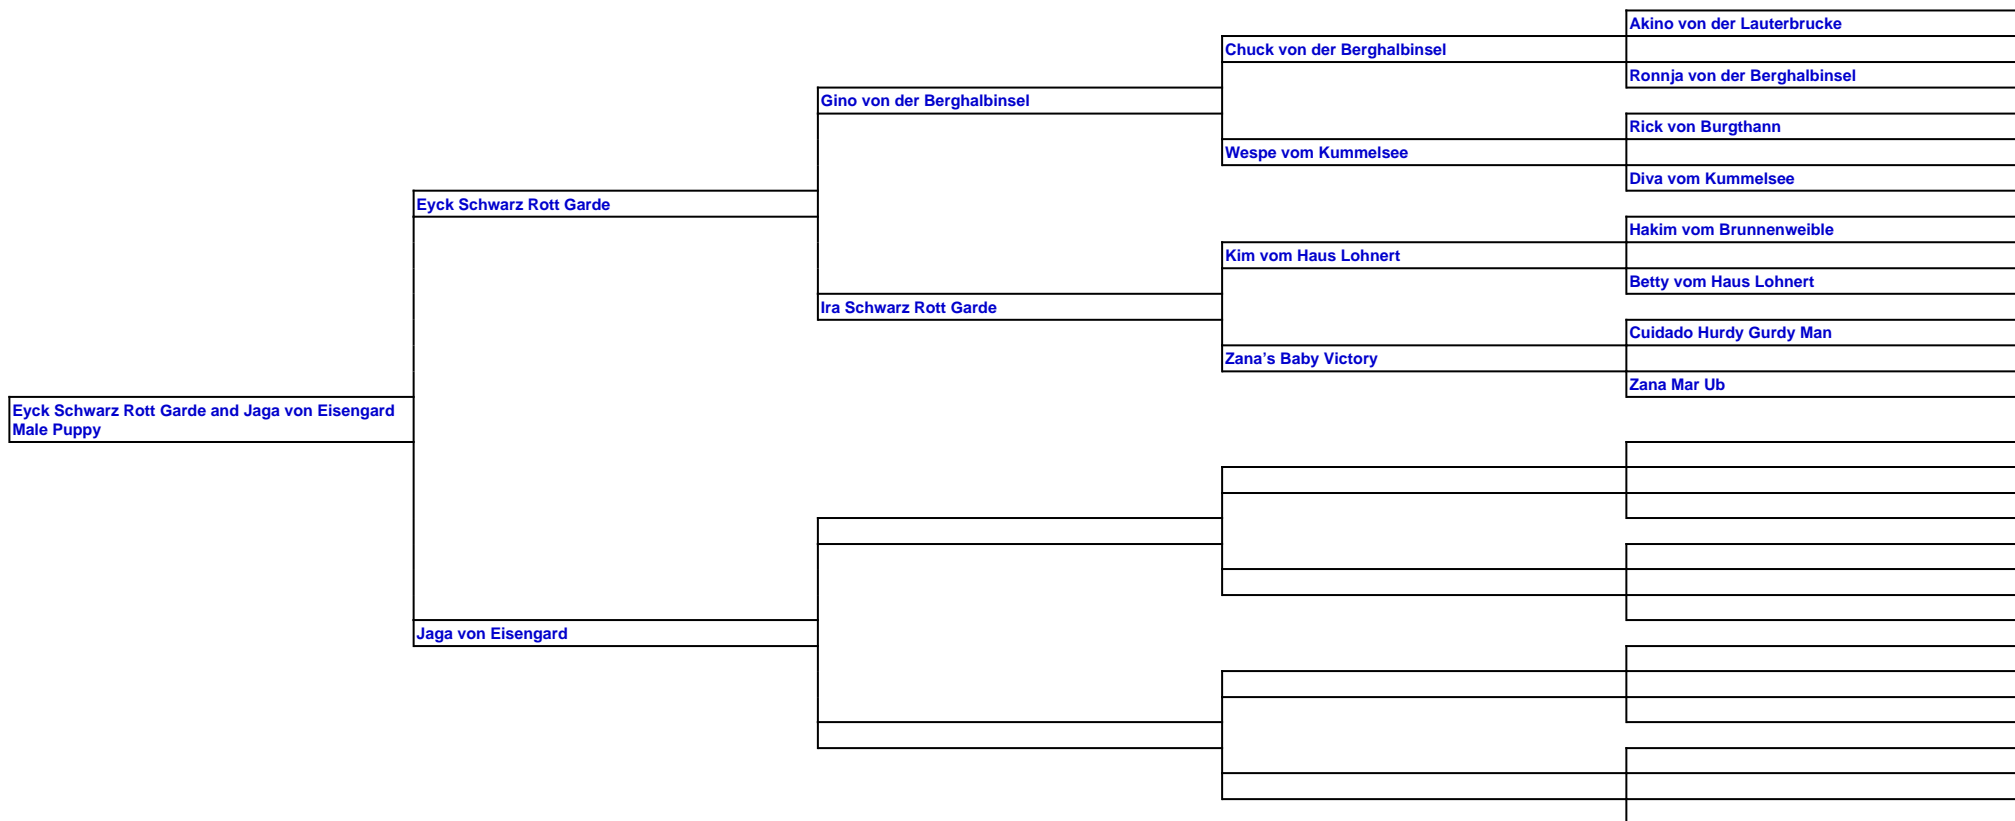 Akino von der Lauterbrucke
Chuck von der Berghalbinsel
Ronnja von der Berghalbinsel
Gino von der Berghalbinsel
Rick von Burgthann
Wespe vom Kummelsee
Diva vom Kummelsee
Eyck Schwarz Rott Garde
Hakim vom Brunnenweible
Kim vom Haus Lohnert
Betty vom Haus Lohnert
Ira Schwarz Rott Garde
Cuidado Hurdy Gurdy Man
Zana’s Baby Victory
Zana Mar Ub
Eyck Schwarz Rott Garde and Jaga von Eisengard
Male Puppy
Jaga von Eisengard